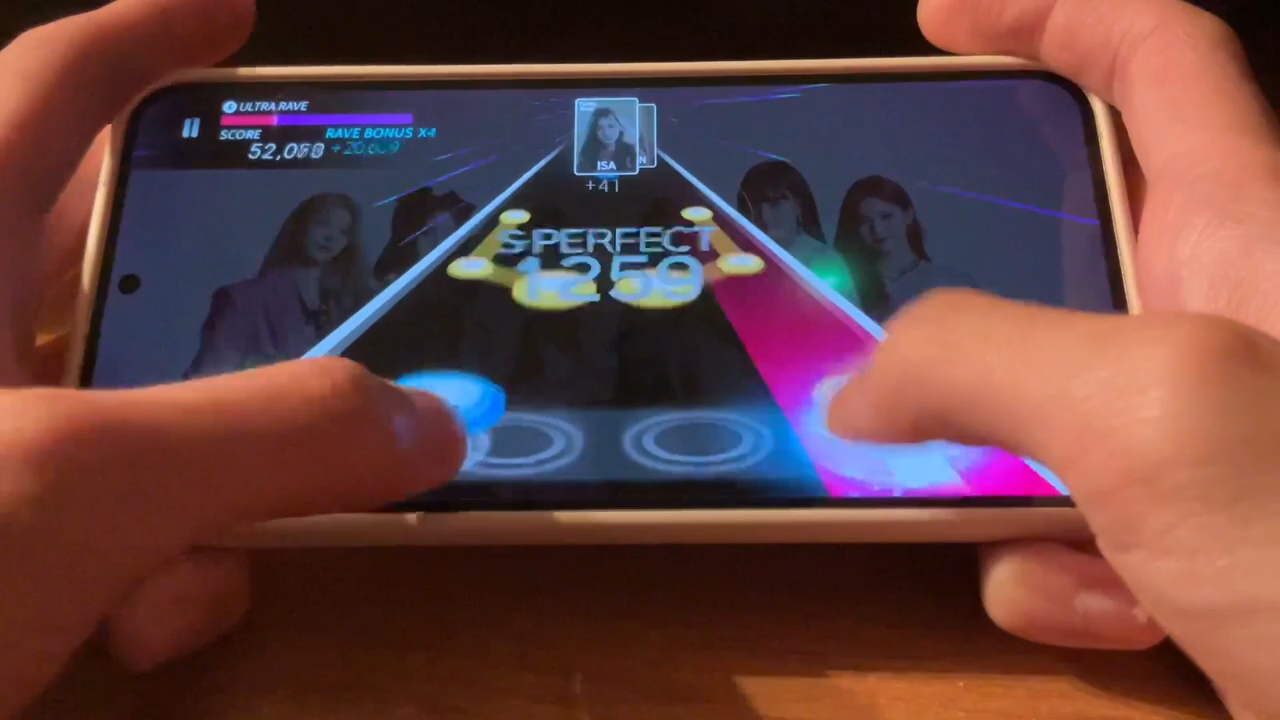 ULTRA RAVE
SCORE
RAVE BONUS X4
ISA
N
+41
S PERFECT
1259